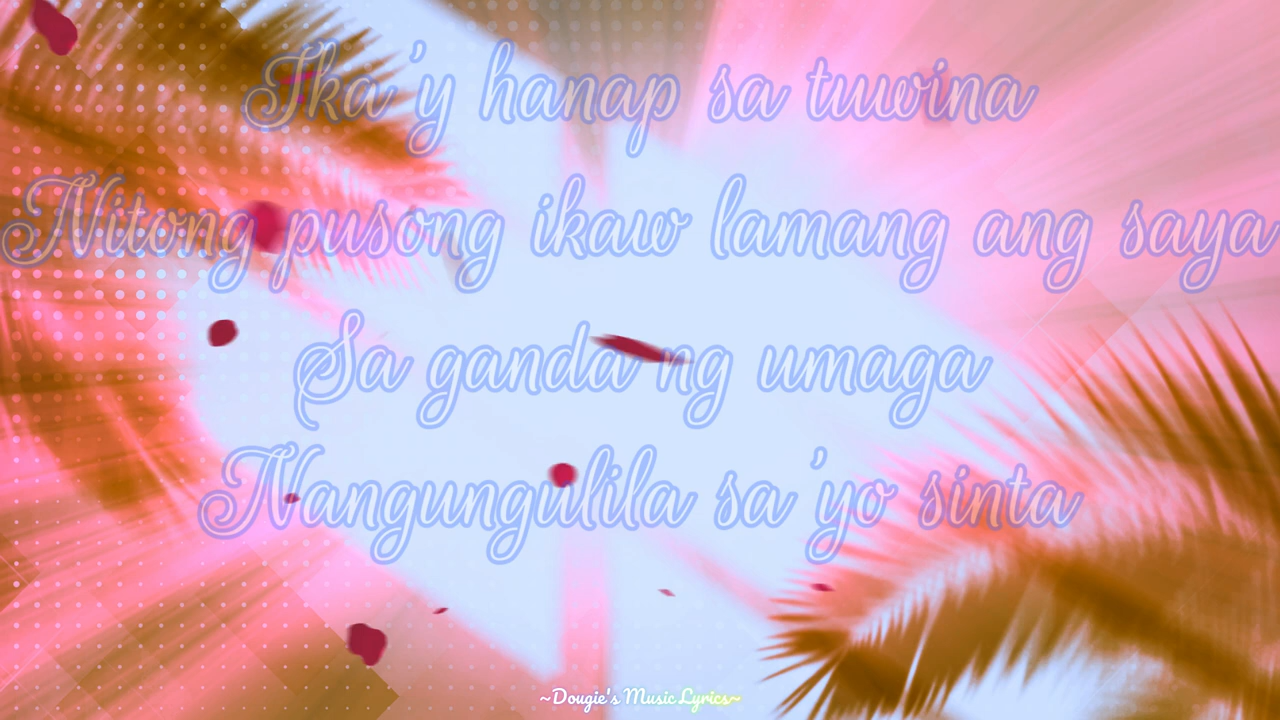 Ika'y hanap sa tuwina
Nitong pusong ikaw lamang ang saya
Sa ganda ng umaga
Nangungulila sa'yo sinta
~Dougie's Music Lyrics~